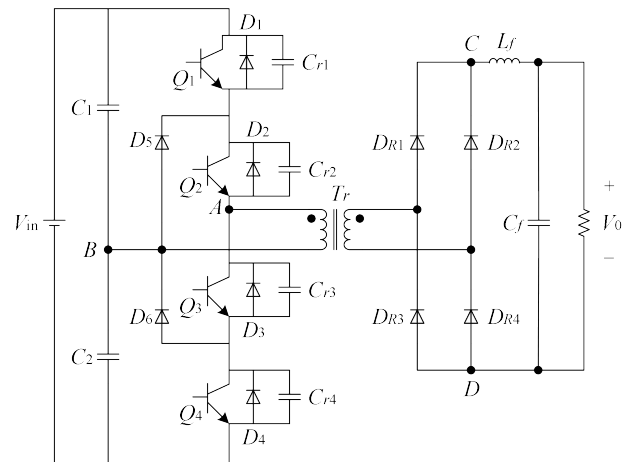 D1
Q1
Cr1
C1
D5
D2
Q2
Cr2
A
Tr
C
Lf
DR1
DR2
Vin
B
Cf
+
V0
−
D6
Q3
Cr3
D3
DR3
DR4
C2
Q4
Cr4
D4
D